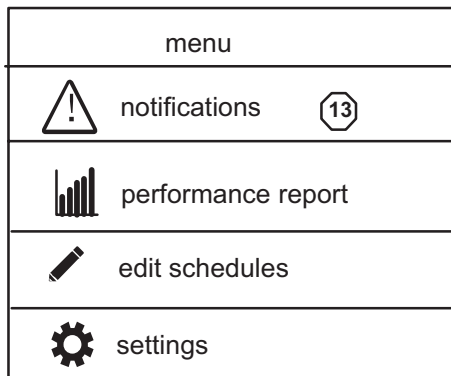 menu
notifications 13
performance report
edit schedules
settings